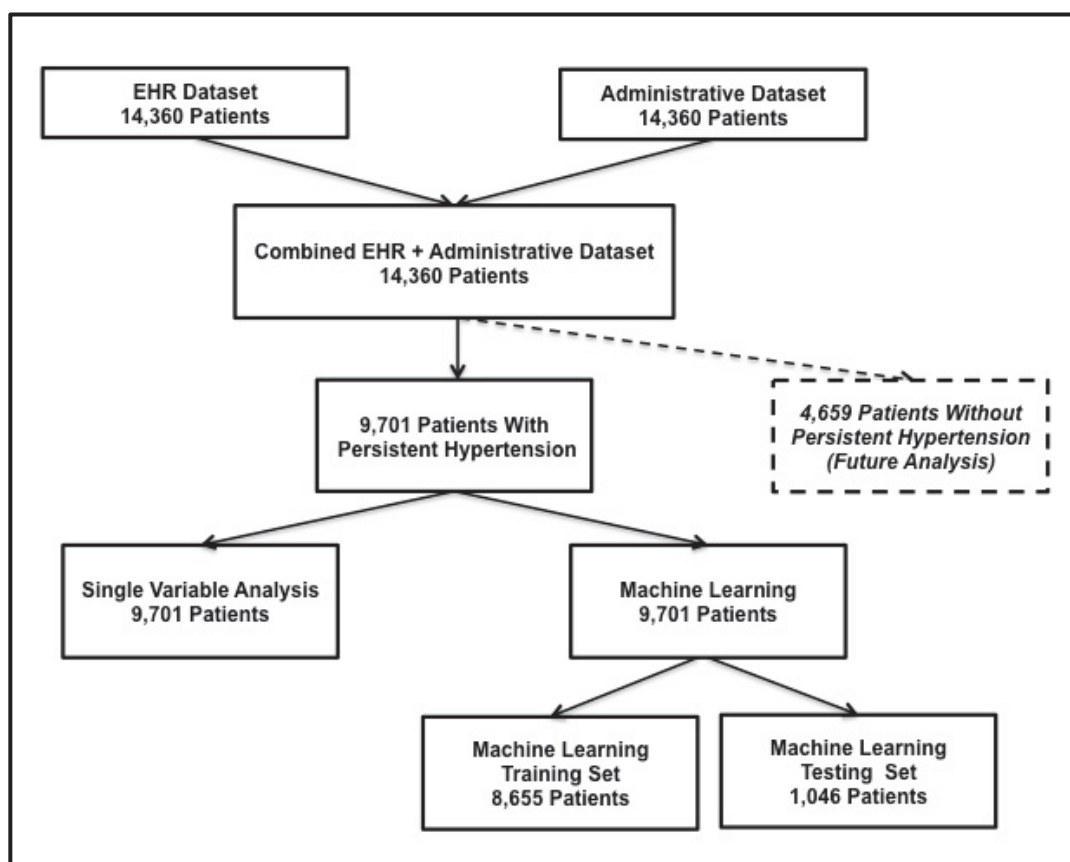 EHR Dataset
14,360 Patients
Administrative Dataset
14,360 Patients
Combined EHR + Administrative Dataset
14,360 Patients
9,701 Patients With
Persistent Hypertension
4,659 Patients Without
Persistent Hypertension
(Future Analysis)
Single Variable Analysis
9,701 Patients
Machine Learning
9,701 Patients
Machine Learning
Training Set
8,655 Patients
Machine Learning
Testing Set
1,046 Patients